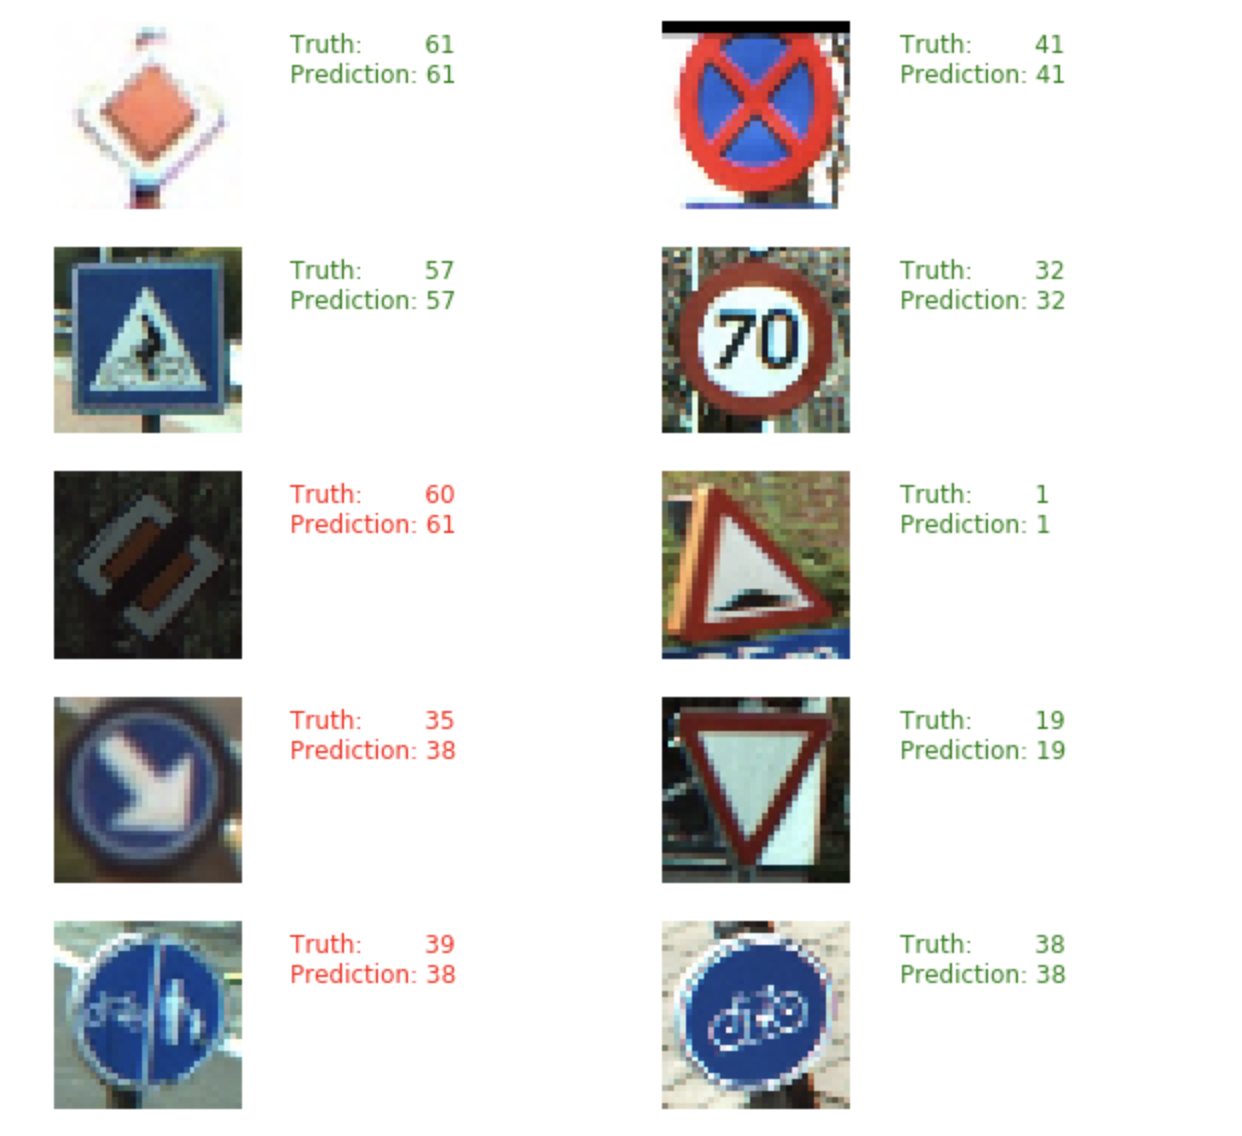 Truth: 61
Prediction: 61
Truth: 41
Prediction: 41
Truth: 57
Prediction: 57
Truth: 32
Prediction: 32
70
Truth: 60
Prediction: 61
Truth: 1
Prediction: 1
Truth: 35
Prediction: 38
Truth: 19
Prediction: 19
Truth: 39
Prediction: 38
Truth: 38
Prediction: 38